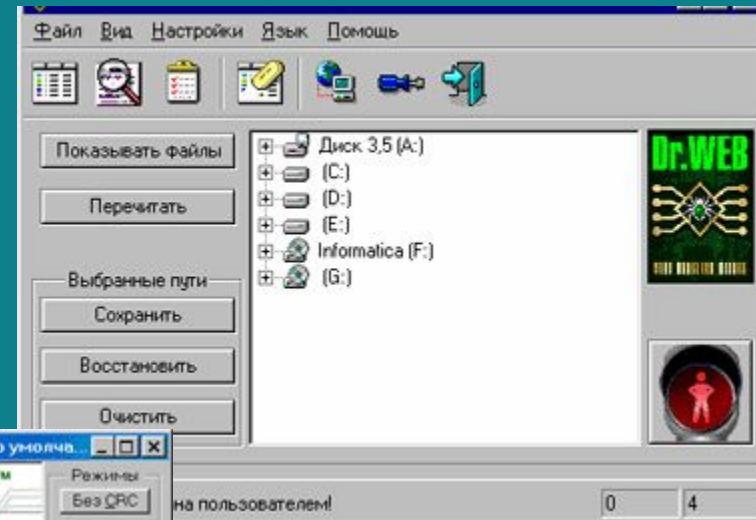 Файл Вид Настройки Язык Помощь
Показывать файлы
Перечитать
Выбранные пути
Сохранить
Восстановить
Очистить
Диск 3,5 (A:)
(C:)
(D:)
(E:)
Informatica (F:)
(G:)
Dr.WEB
умолча...
Режимы
Без CRC
на пользователем!
0 4